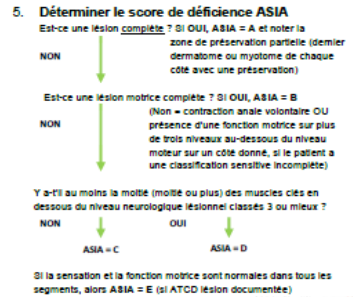 5. Déterminer le score de déficience ASIA
Est-ce une lésion complète ? SI OUI, ASIA = A et noter la
zone de préservation partielle (dernier
NON
dermatome ou myotome de chaque
côté avec une préservation)
Est-ce une lésion motrice complète ? SI OUI, ASIA = B
(Non = contraction anale volontaire OU
NON
présence d'une fonction motrice sur plus
de trois niveaux au-dessous du niveau
moteur sur un côté donné, si le patient a
une classification sensitive incomplète)
Y a-t'il au moins la moitié (moitié ou plus) des muscles clés en
dessous du niveau neurologique lésionnel classés 3 ou mieux ?
NON OUI
ASIA = C ASIA = D
Si la sensation et la fonction motrice sont normales dans tous les
segments, alors ASIA = E (si ATCD lésion documentée)